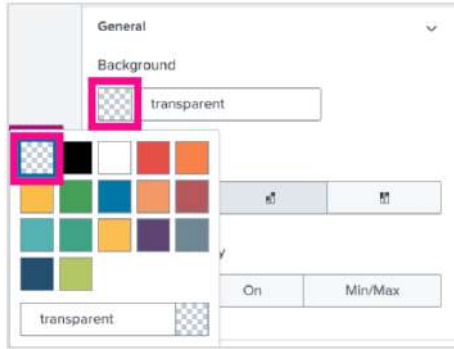 General
Background
transparent
y
On
Min/Max
transparent